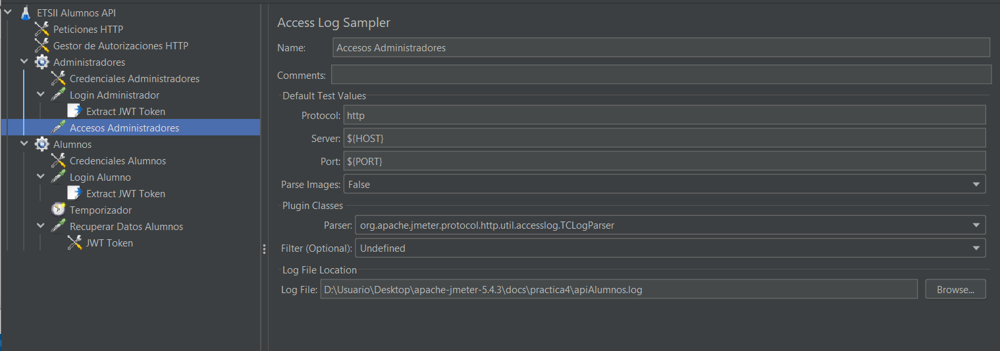 ETSII Alumnos API
Peticiones HTTP
Gestor de Autorizaciones HTTP
Administradores
Credenciales Administradores
Login Administrador
Extract JWT Token
Accesos Administradores
Alumnos
Credenciales Alumnos
Login Alumno
Extract JWT Token
Temporizador
Recuperar Datos Alumnos
JWT Token
Access Log Sampler
Name: Accesos Administradores
Comments:
Default Test Values
Protocol: http
Server: ${HOST}
Port: ${PORT}
Parse Images: False
Plugin Classes
Parser: org.apache.jmeter.protocol.http.util.accesslog.TCLogParser
Filter (Optional): Undefined
Log File Location
Log File: D:\Usuario\Desktop\apache-jmeter-5.4.3\docs\practica4\apiAlumnos.log Browse...